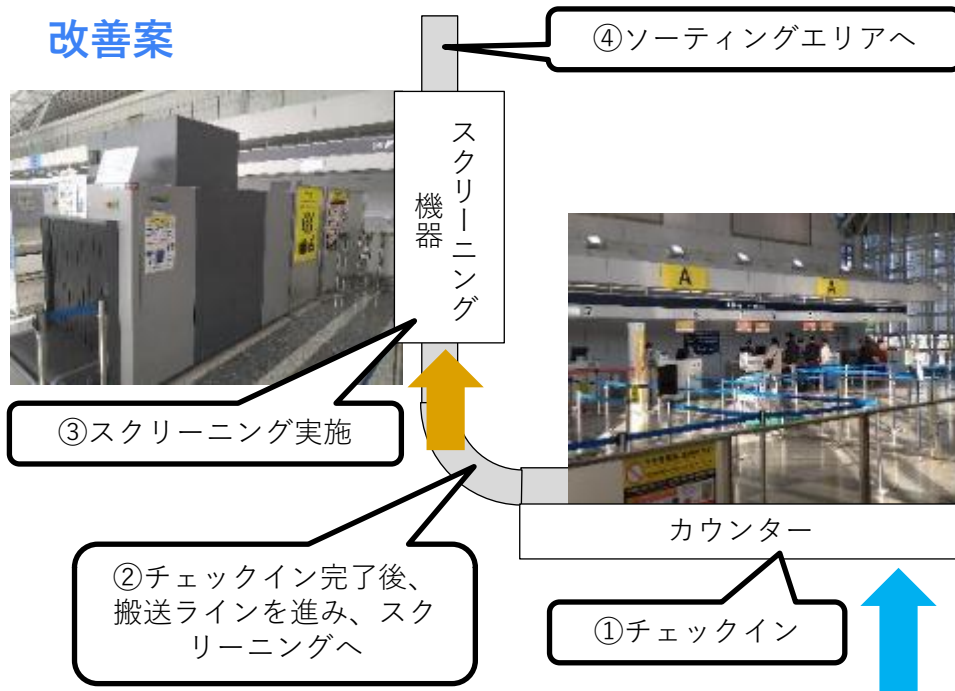 改善案
④ソーティングエリアへ
スクリーニング
機器
A
A
③スクリーニング実施
カウンター
②チェックイン完了後、
搬送ラインを進み、スク
リーニングへ
①チェックイン